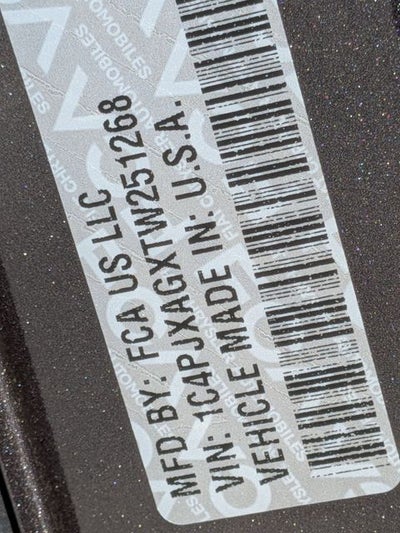 MFD BY: FCA US LLC
VIN: 1C4PJXAGXTW251268
VEHICLE MADE IN: U.S.A.